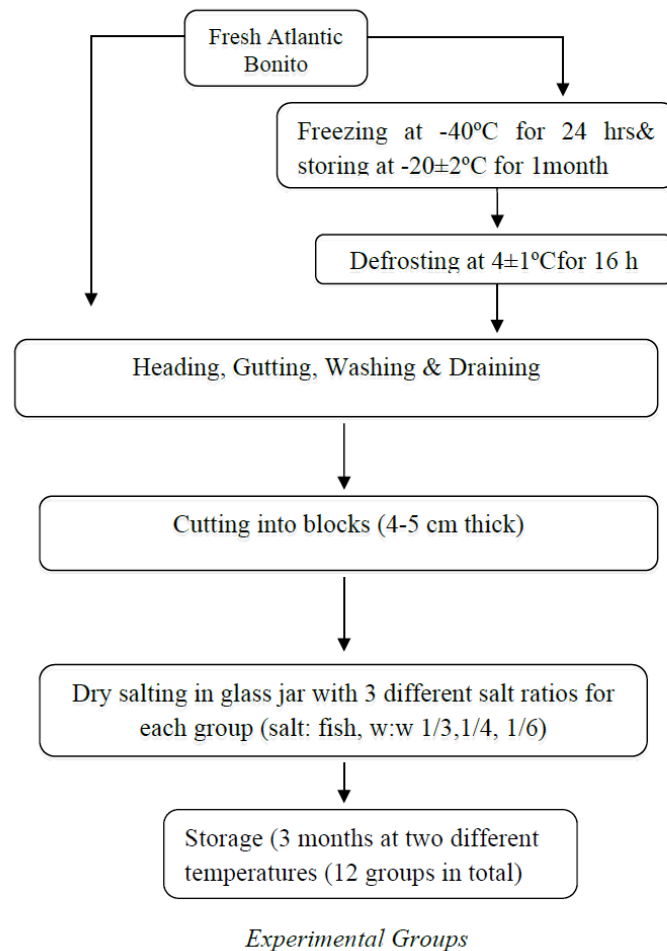 Fresh Atlantic
Bonito
Freezing at -40ºC for 24 hrs&
storing at -20±2ºC for 1month
Defrosting at 4±1ºCfor 16 h
Heading, Gutting, Washing & Draining
Cutting into blocks (4-5 cm thick)
Dry salting in glass jar with 3 different salt ratios for
each group (salt: fish, w:w 1/3,1/4, 1/6)
Storage (3 months at two different
temperatures (12 groups in total)
Experimental Groups